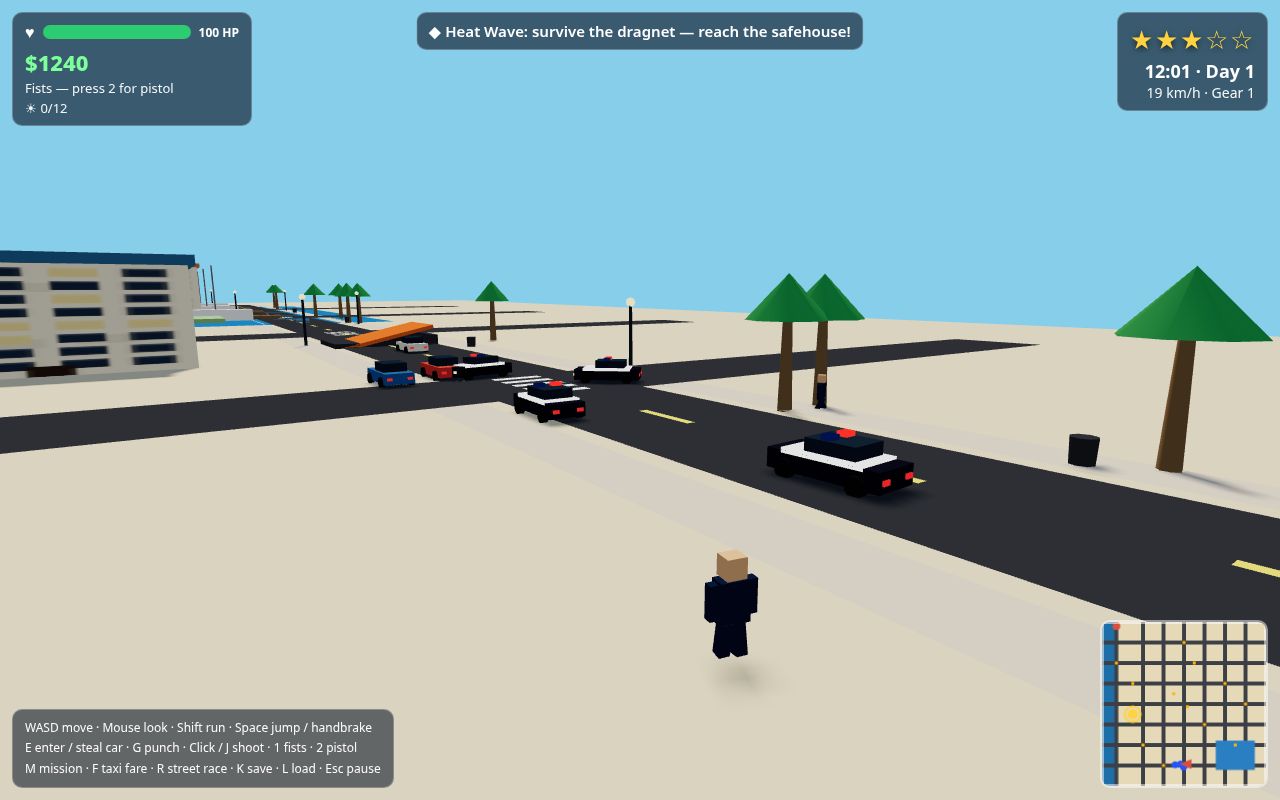 ♥ 100 HP
$1240
Fists — press 2 for pistol
☀ 0/12
◆ Heat Wave: survive the dragnet — reach the safehouse!
★★★☆☆
12:01 · Day 1
19 km/h · Gear 1
WASD move · Mouse look · Shift run · Space jump / handbrake
E enter / steal car · G punch · Click / J shoot · 1 fists · 2 pistol
M mission · F taxi fare · R street race · K save · L load · Esc pause